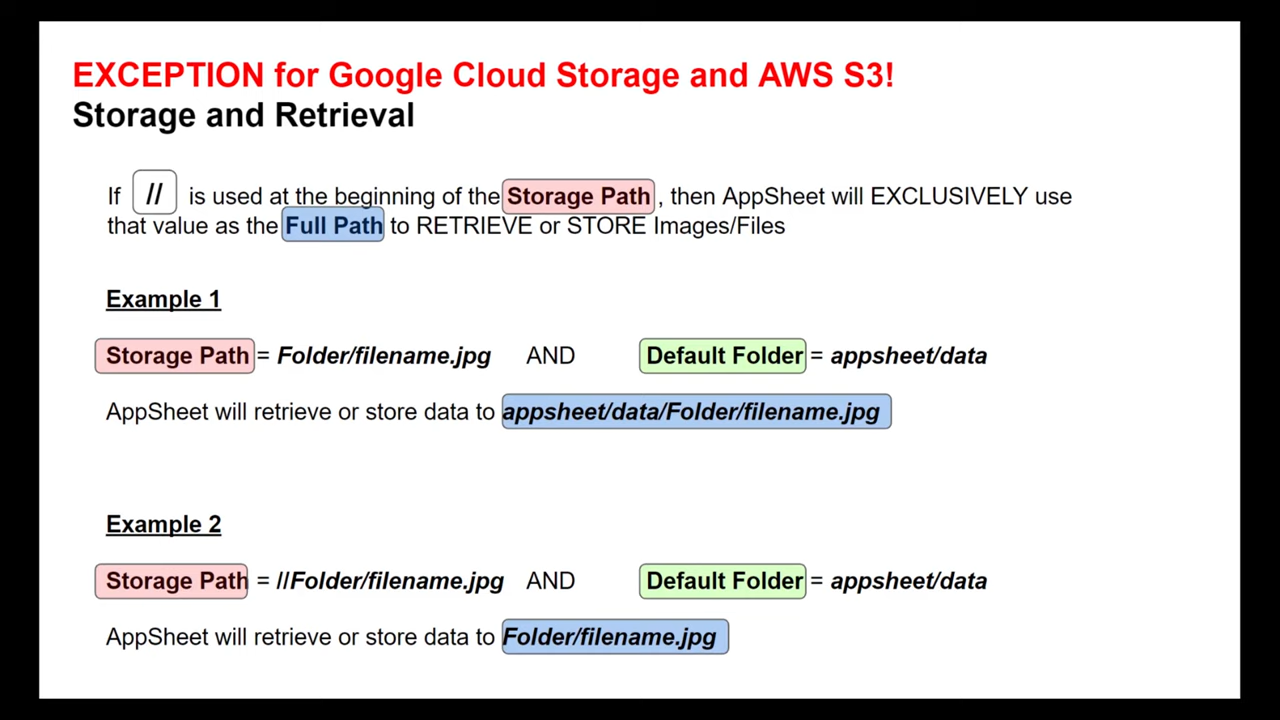 EXCEPTION for Google Cloud Storage and AWS S3!
Storage and Retrieval
If // is used at the beginning of the Storage Path , then AppSheet will EXCLUSIVELY use
that value as the Full Path to RETRIEVE or STORE Images/Files
Example 1
Storage Path = Folder/filename.jpg AND Default Folder = appsheet/data
AppSheet will retrieve or store data to appsheet/data/Folder/filename.jpg
Example 2
Storage Path = //Folder/filename.jpg AND Default Folder = appsheet/data
AppSheet will retrieve or store data to Folder/filename.jpg